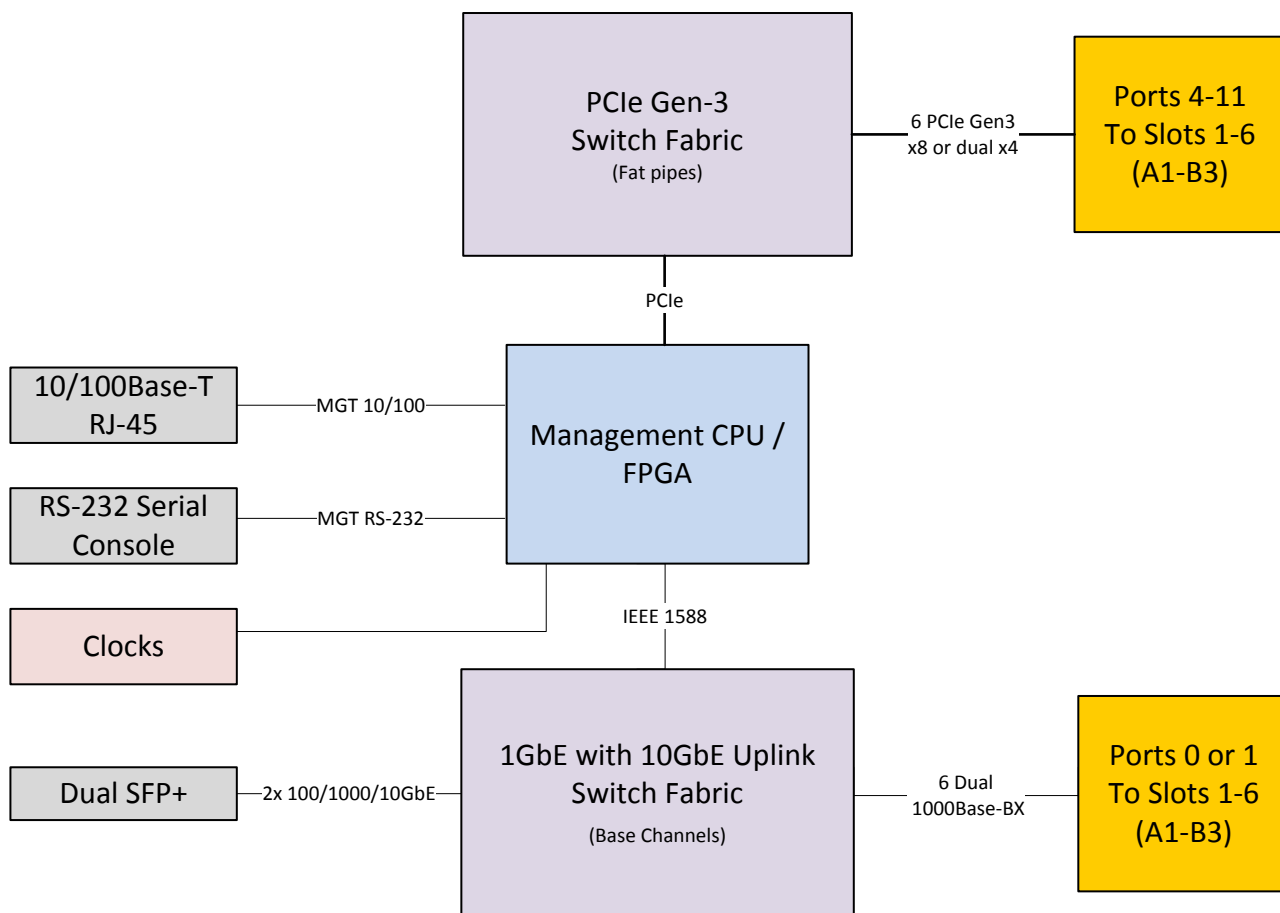 PCIe Gen-3
Switch Fabric
(Fat pipes)
6 PCIe Gen3
x8 or dual x4
Ports 4-11
To Slots 1-6
(A1-B3)
PCIe
10/100Base-T
RJ-45
MGT 10/100
Management CPU /
FPGA
RS-232 Serial
Console
MGT RS-232
Clocks
IEEE 1588
Dual SFP+
2x 100/1000/10GbE
1GbE with 10GbE Uplink
Switch Fabric
(Base Channels)
6 Dual
1000Base-BX
Ports 0 or 1
To Slots 1-6
(A1-B3)